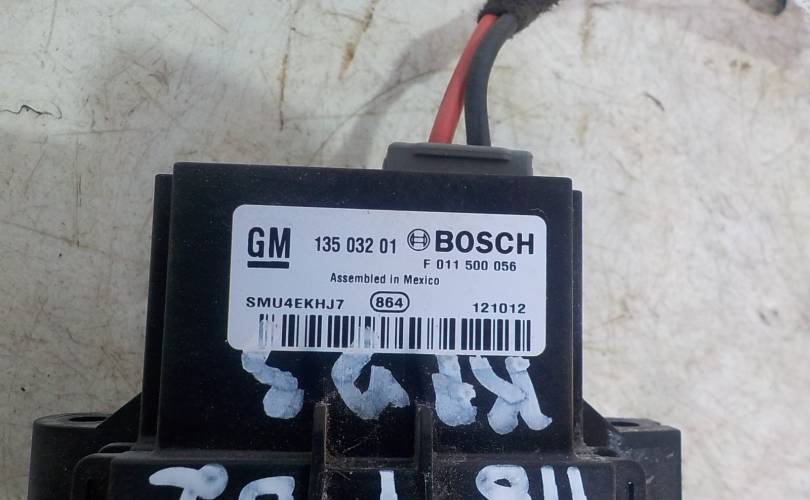 GM 135 032 01 BOSCH
F 011 500 056
Assembled in Mexico
SMU4EKHJ7 864 121012